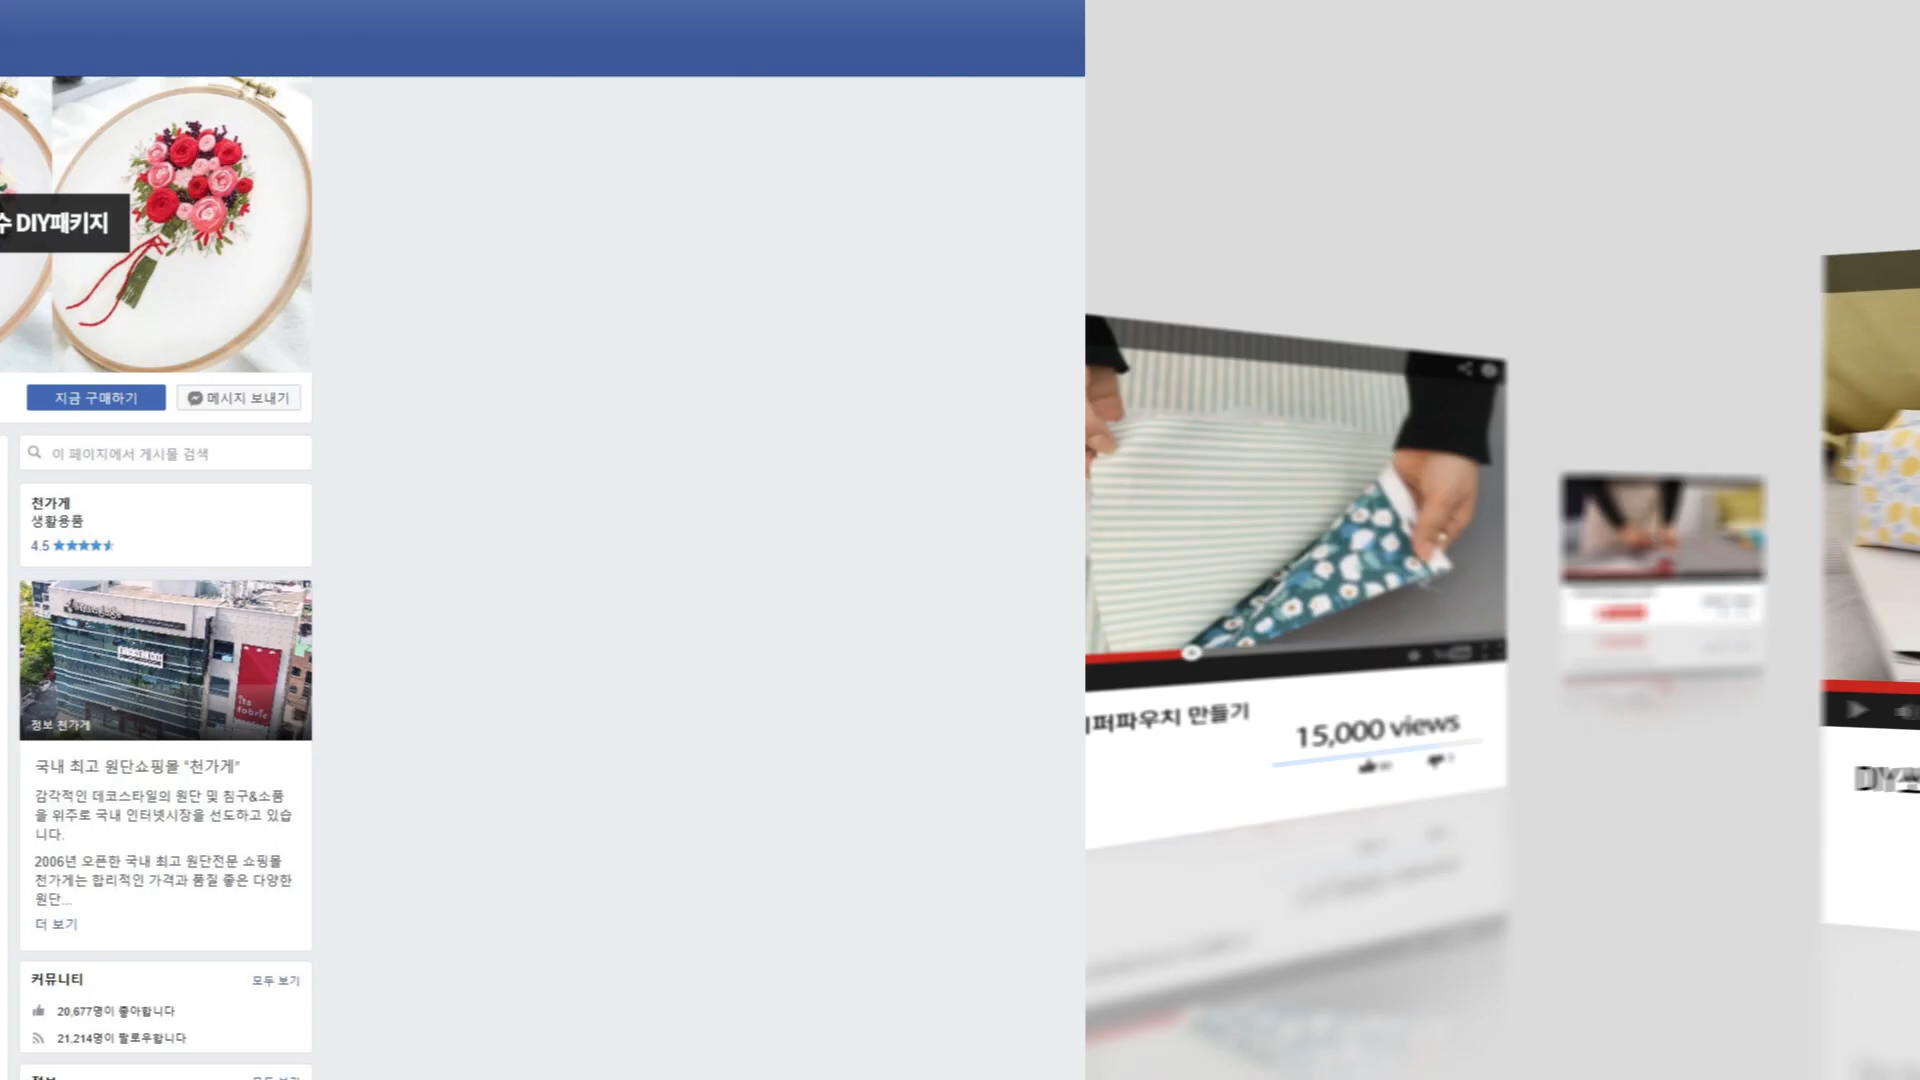 수 DIY패키지
지금 구매하기
메시지 보내기
이 페이지에서 게시물 검색
천가게
생활용품
4.5
its
fabric
정보 천가게
국내 최고 원단쇼핑몰 "천가게"
감각적인 데코스타일의 원단 및 침구&소품
을 위주로 국내 인터넷시장을 선도하고 있습
니다.
2006년 오픈한 국내 최고 원단전문 쇼핑몰
천가게는 합리적인 가격과 품질 좋은 다양한
원단...
더 보기
커뮤니티
모두 보기
20,677명이 좋아합니다
21,214명이 팔로우합니다
정보
모두 보기
퍼파우치 만들기
15,000 views
DIY